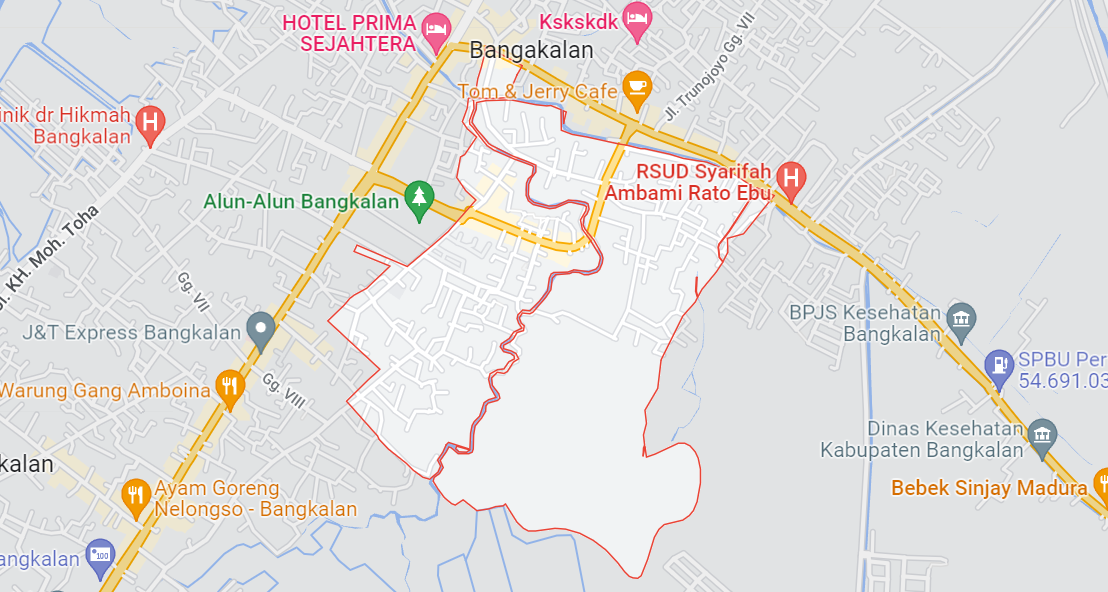 HOTEL PRIMA
SEJAHTERA
Kskskdk
Bangakalan
Tom & Jerry Cafe
Jl. Trunojoyo Gg. VII
inik dr Hikmah
Bangkalan
RSUD Syarifah
Ambami Rato Ebu
Alun-Alun Bangkalan
Jl. KH. Moh. Toha
Gg. VII
J&T Express Bangkalan
BPJS Kesehatan
Bangkalan
SPBU Per
54.691.03
Warung Gang Amboina
Gg. VIII
Dinas Kesehatan
Kabupaten Bangkalan
kalan
Bebek Sinjay Madura
Ayam Goreng
Nelongso - Bangkalan
angkalan
100